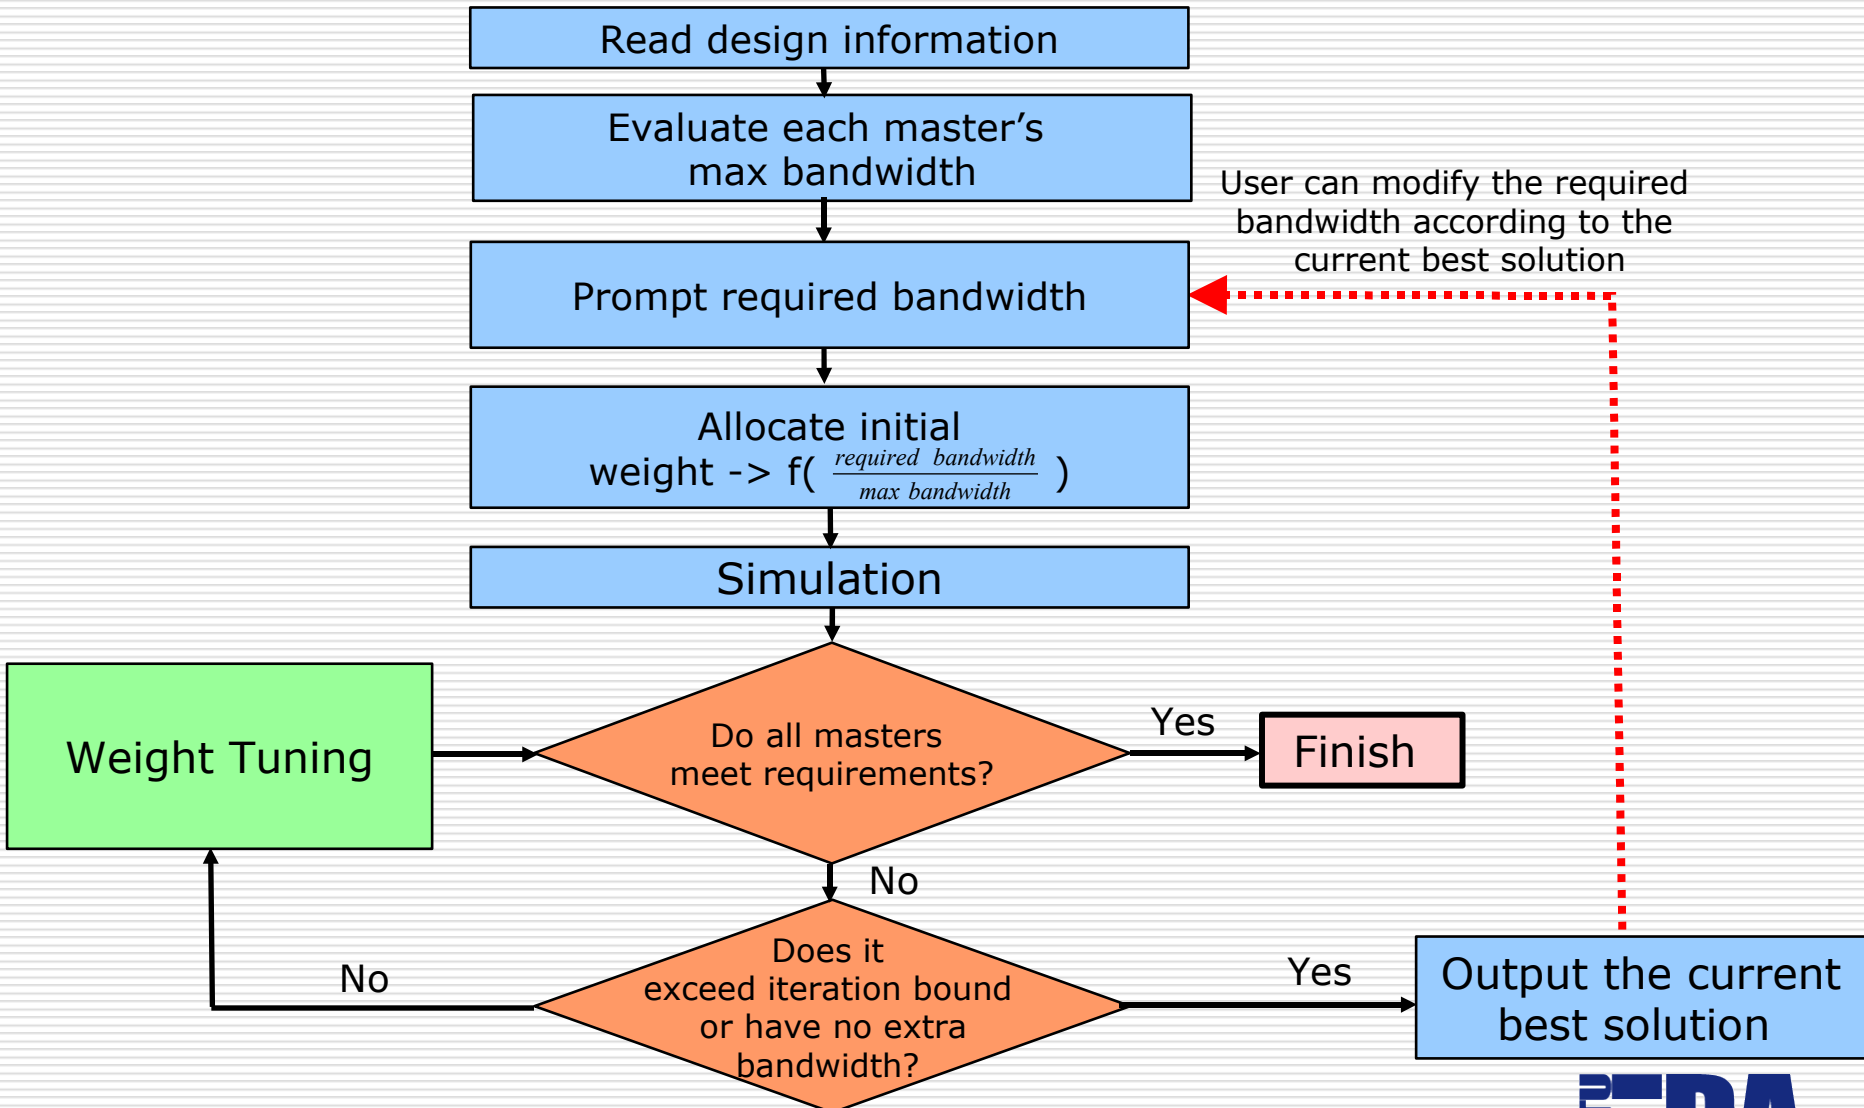 Read design information
Evaluate each master’s
max bandwidth
User can modify the required
bandwidth according to the
current best solution
Prompt required bandwidth
Allocate initial
weight -> f( required bandwidth / max bandwidth )
Simulation
Weight Tuning
Do all masters
meet requirements?
Yes
Finish
No
Does it
exceed iteration bound
or have no extra
bandwidth?
No
Yes
Output the current
best solution